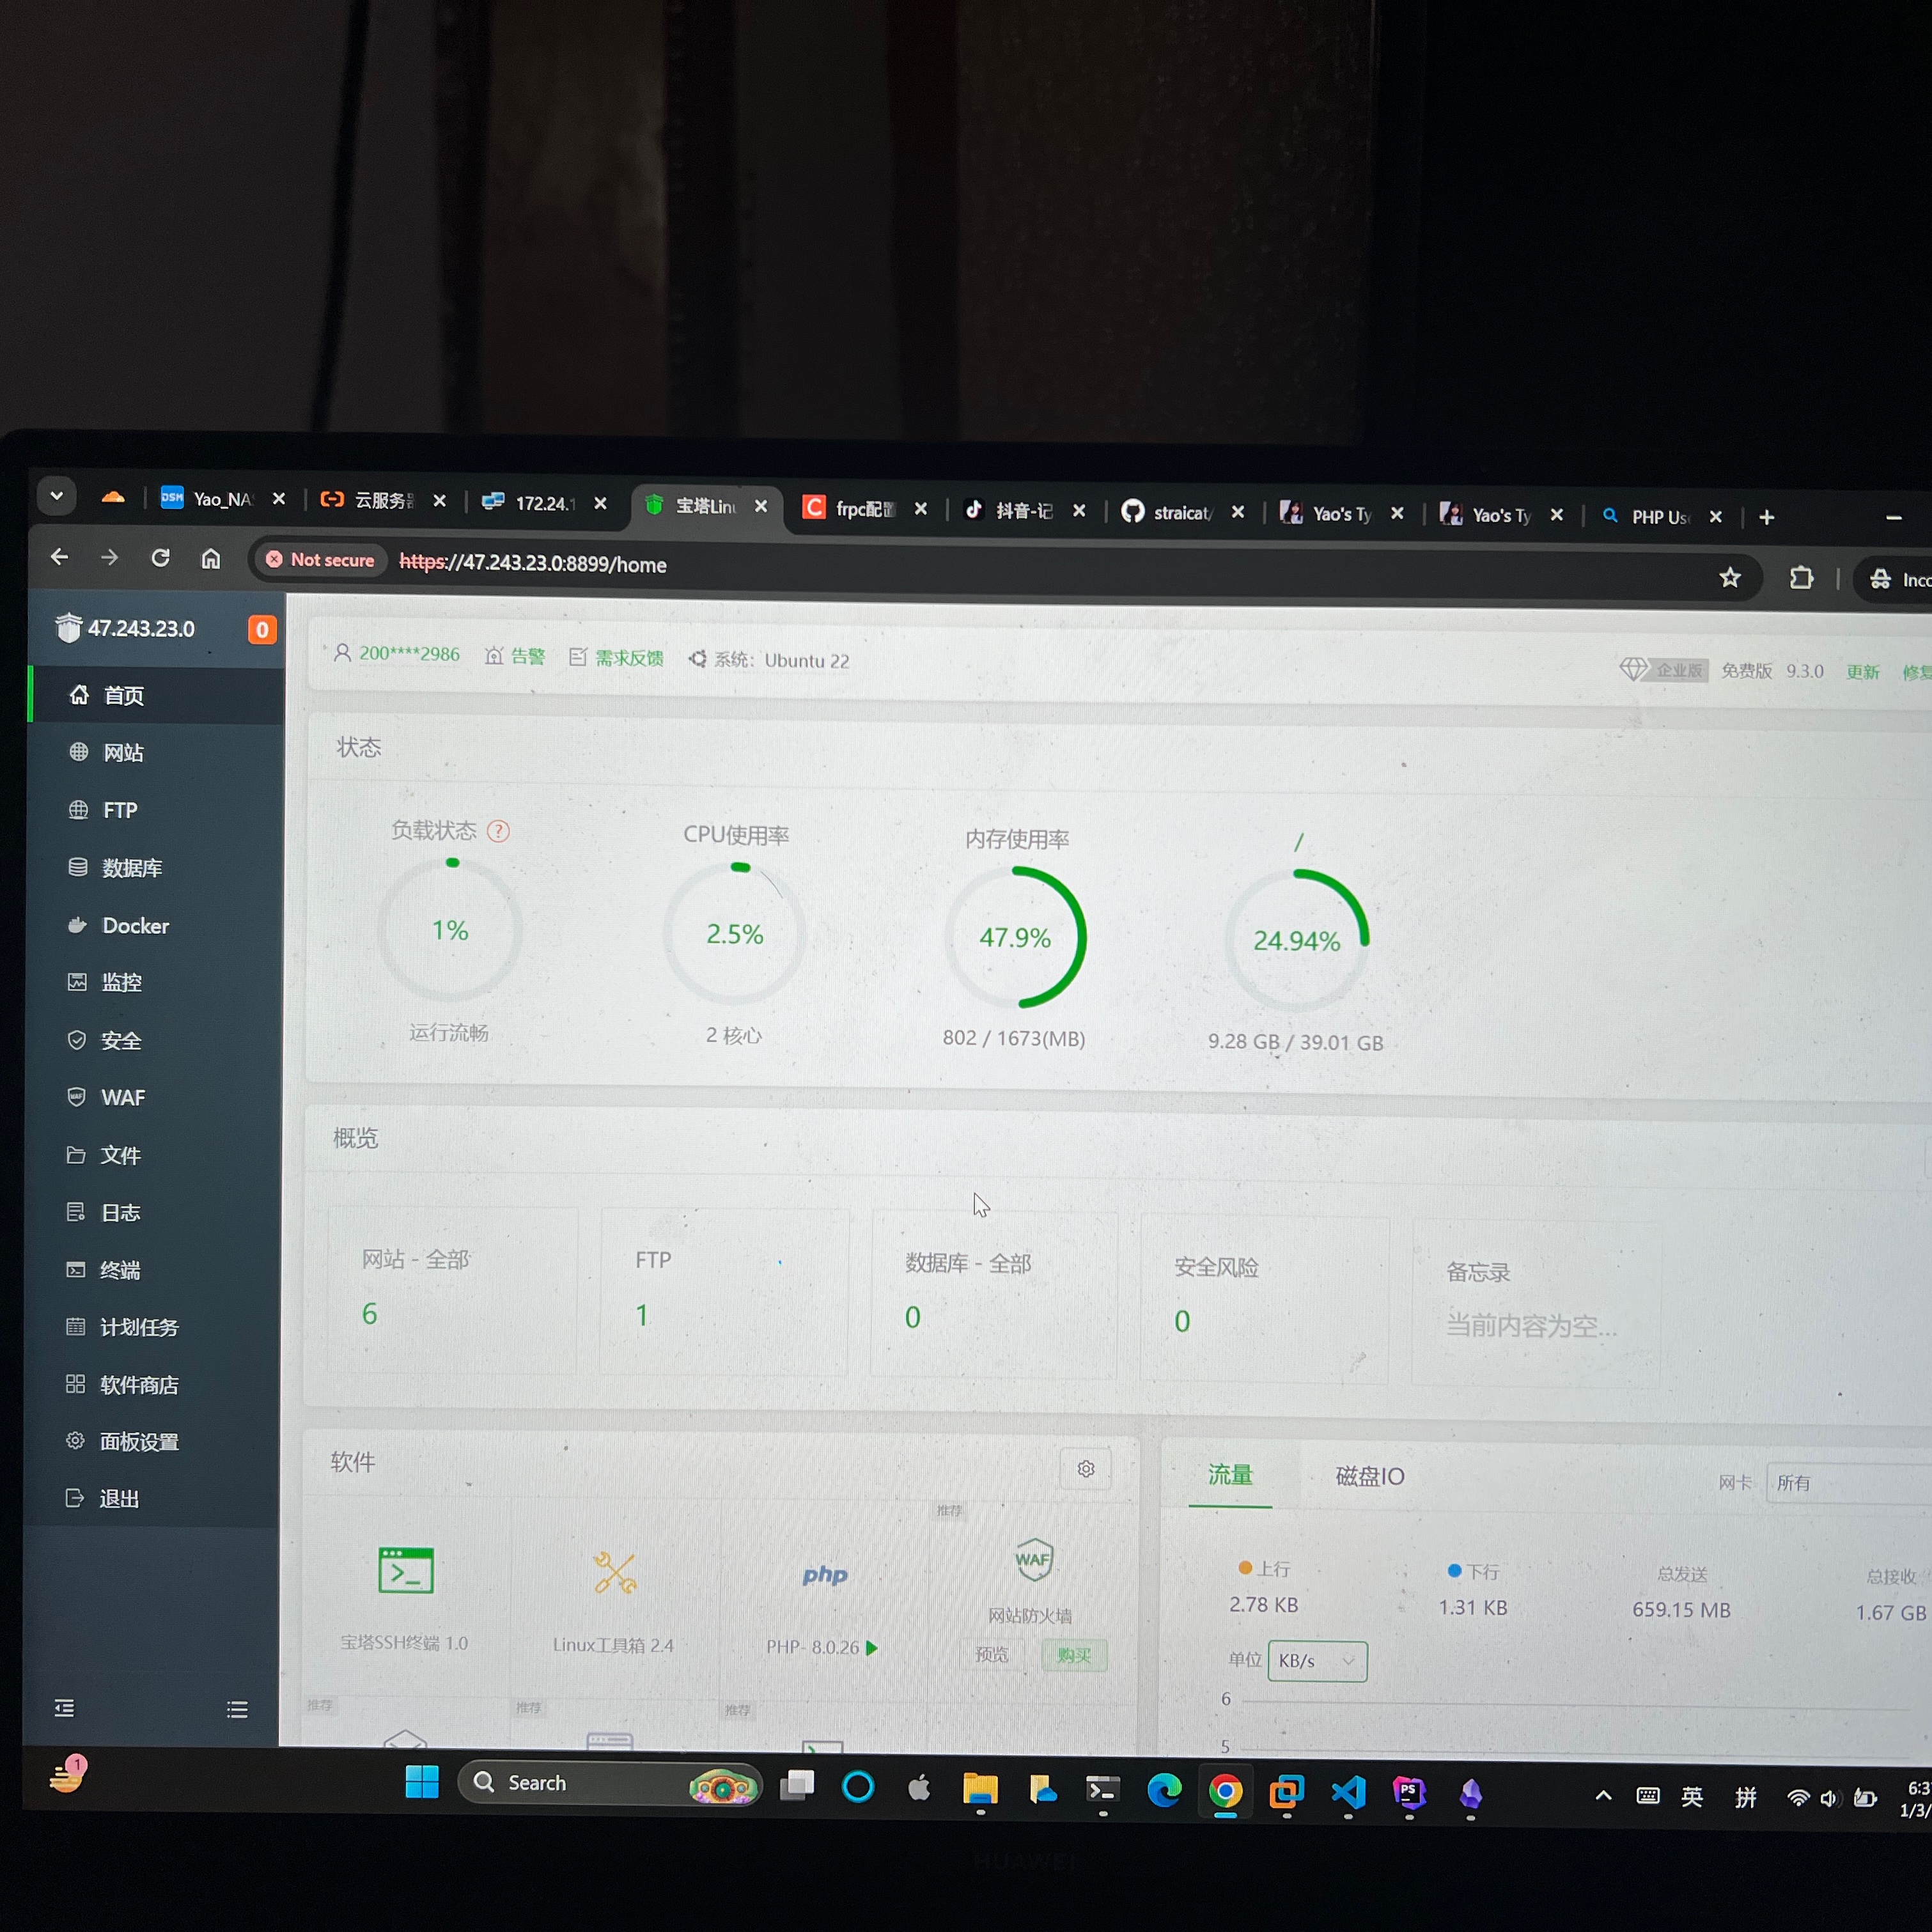 DSM Yao_NA
云服务器
172.24.1
宝塔Linu
C frpc配置
抖音-记
straicat/
Yao's Ty
Yao's Ty
PHP Us
Not secure https://47.243.23.0:8899/home
Inco
47.243.23.0 0
首页
网站
FTP
数据库
Docker
监控
安全
WAF
文件
日志
终端
计划任务
软件商店
面板设置
退出
200****2986 告警 需求反馈 系统: Ubuntu 22
企业版 免费版 9.3.0 更新 修复
状态
负载状态 ?
1%
运行流畅
CPU使用率
2.5%
2 核心
内存使用率
47.9%
802 / 1673(MB)
/
24.94%
9.28 GB / 39.01 GB
概览
网站 - 全部
6
FTP
1
数据库 - 全部
0
安全风险
0
备忘录
当前内容为空...
软件
宝塔SSH终端 1.0
Linux工具箱 2.4
php
PHP- 8.0.26
推荐
WAF
网站防火墙
预览 购买
推荐 推荐 推荐
流量 磁盘IO
网卡 所有
上行
2.78 KB
下行
1.31 KB
总发送
659.15 MB
总接收
1.67 GB
单位 KB/s
6
5
1
Search
PS
英 拼
6:3
1/3/
HUAWEI